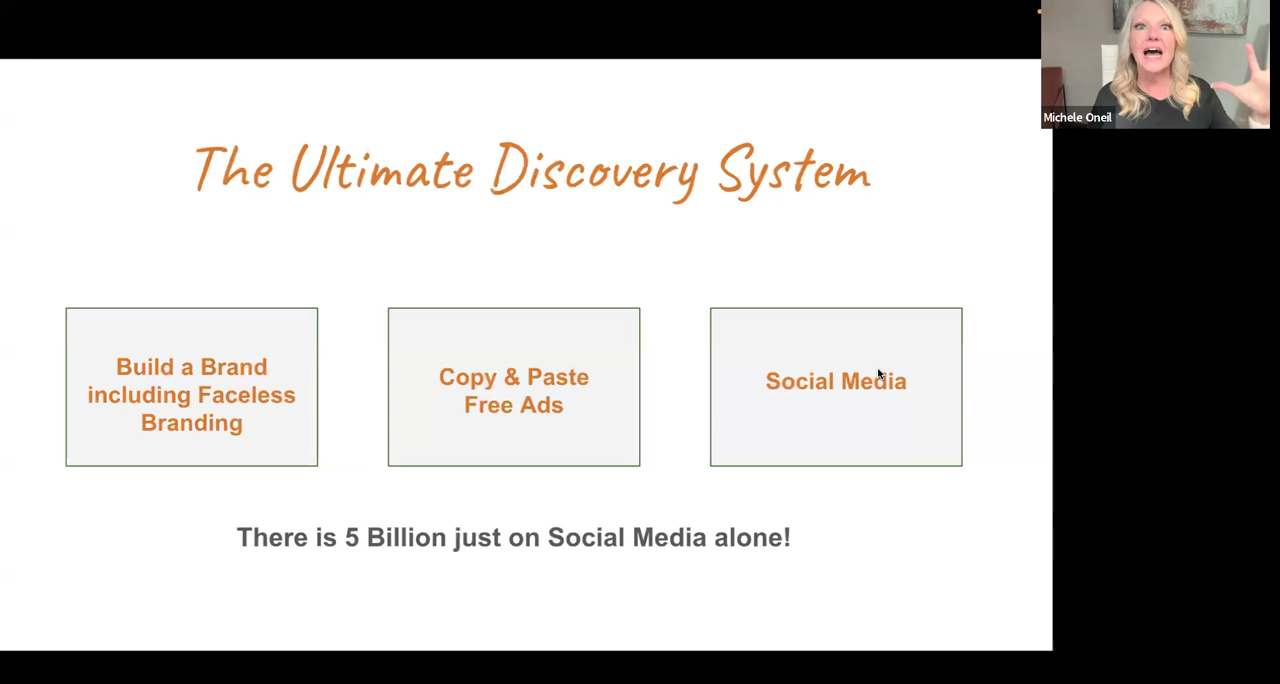 Michele Oneil
The Ultimate Discovery System
Build a Brand
including Faceless
Branding
Copy & Paste
Free Ads
Social Media
There is 5 Billion just on Social Media alone!